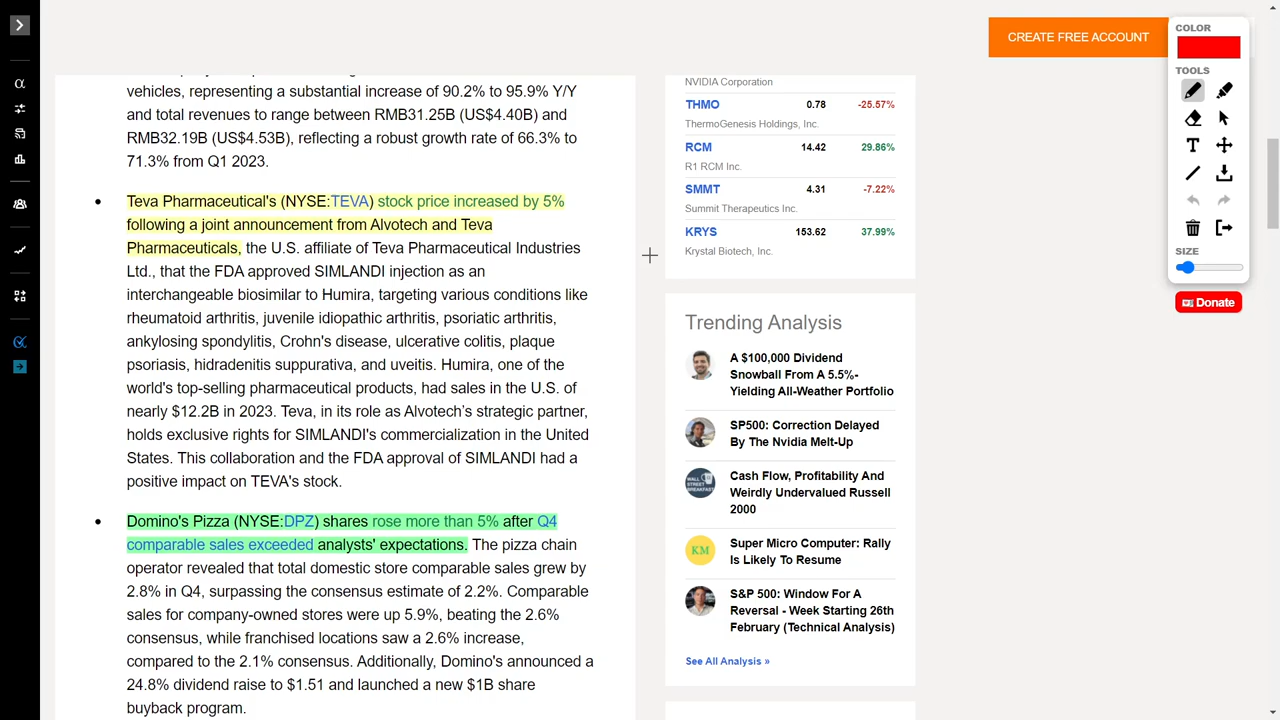 CREATE FREE ACCOUNT
vehicles, representing a substantial increase of 90.2% to 95.9% Y/Y
and total revenues to range between RMB31.25B (US$4.40B) and
RMB32.19B (US$4.53B), reflecting a robust growth rate of 66.3% to
71.3% from Q1 2023.
Teva Pharmaceutical's (NYSE:TEVA) stock price increased by 5%
following a joint announcement from Alvotech and Teva
Pharmaceuticals, the U.S. affiliate of Teva Pharmaceutical Industries
Ltd., that the FDA approved SIMLANDI injection as an
interchangeable biosimilar to Humira, targeting various conditions like
rheumatoid arthritis, juvenile idiopathic arthritis, psoriatic arthritis,
ankylosing spondylitis, Crohn's disease, ulcerative colitis, plaque
psoriasis, hidradenitis suppurativa, and uveitis. Humira, one of the
world's top-selling pharmaceutical products, had sales in the U.S. of
nearly $12.2B in 2023. Teva, in its role as Alvotech's strategic partner,
holds exclusive rights for SIMLANDI's commercialization in the United
States. This collaboration and the FDA approval of SIMLANDI had a
positive impact on TEVA's stock.
Domino's Pizza (NYSE:DPZ) shares rose more than 5% after Q4
comparable sales exceeded analysts' expectations. The pizza chain
operator revealed that total domestic store comparable sales grew by
2.8% in Q4, surpassing the consensus estimate of 2.2%. Comparable
sales for company-owned stores were up 5.9%, beating the 2.6%
consensus, while franchised locations saw a 2.6% increase,
compared to the 2.1% consensus. Additionally, Domino's announced a
24.8% dividend raise to $1.51 and launched a new $1B share
buyback program.
NVIDIA Corporation
THMO 0.78 -25.57%
ThermoGenesis Holdings, Inc.
RCM 14.42 29.86%
R1 RCM Inc.
SMMT 4.31 -7.22%
Summit Therapeutics Inc.
KRYS 153.62 37.99%
Krystal Biotech, Inc.
Trending Analysis
A $100,000 Dividend
Snowball From A 5.5%-
Yielding All-Weather Portfolio
SP500: Correction Delayed
By The Nvidia Melt-Up
WALL
STREET
BREAKFAST
Cash Flow, Profitability And
Weirdly Undervalued Russell
2000
KM
Super Micro Computer: Rally
Is Likely To Resume
S&P 500: Window For A
Reversal - Week Starting 26th
February (Technical Analysis)
See All Analysis »
COLOR
TOOLS
T
SIZE
Donate
α